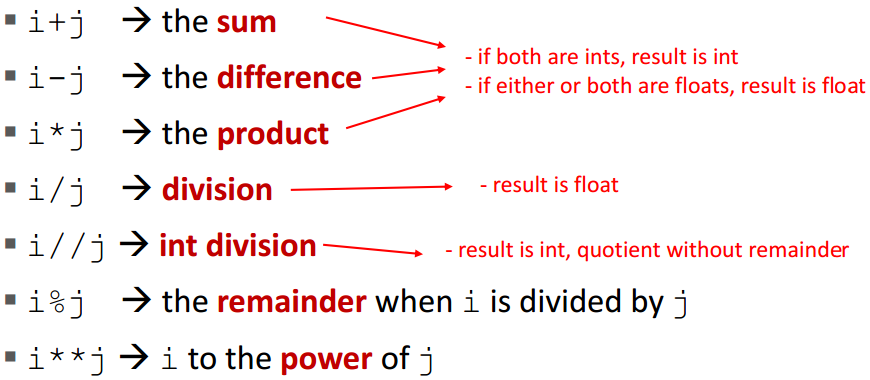 ▪ i+j → the sum
- if both are ints, result is int
▪ i-j → the difference
- if either or both are floats, result is float
▪ i*j → the product
▪ i/j → division
- result is float
▪ i//j → int division
- result is int, quotient without remainder
▪ i%j → the remainder when i is divided by j
▪ i**j → i to the power of j